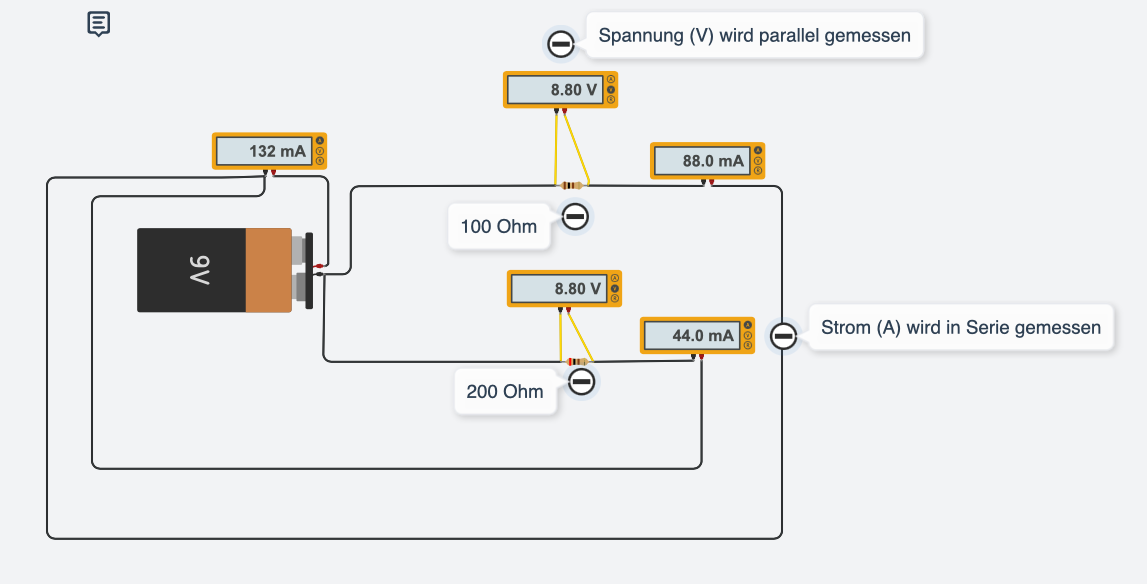 Spannung (V) wird parallel gemessen
8.80 V
132 mA
88.0 mA
100 Ohm
9V
8.80 V
44.0 mA
Strom (A) wird in Serie gemessen
200 Ohm